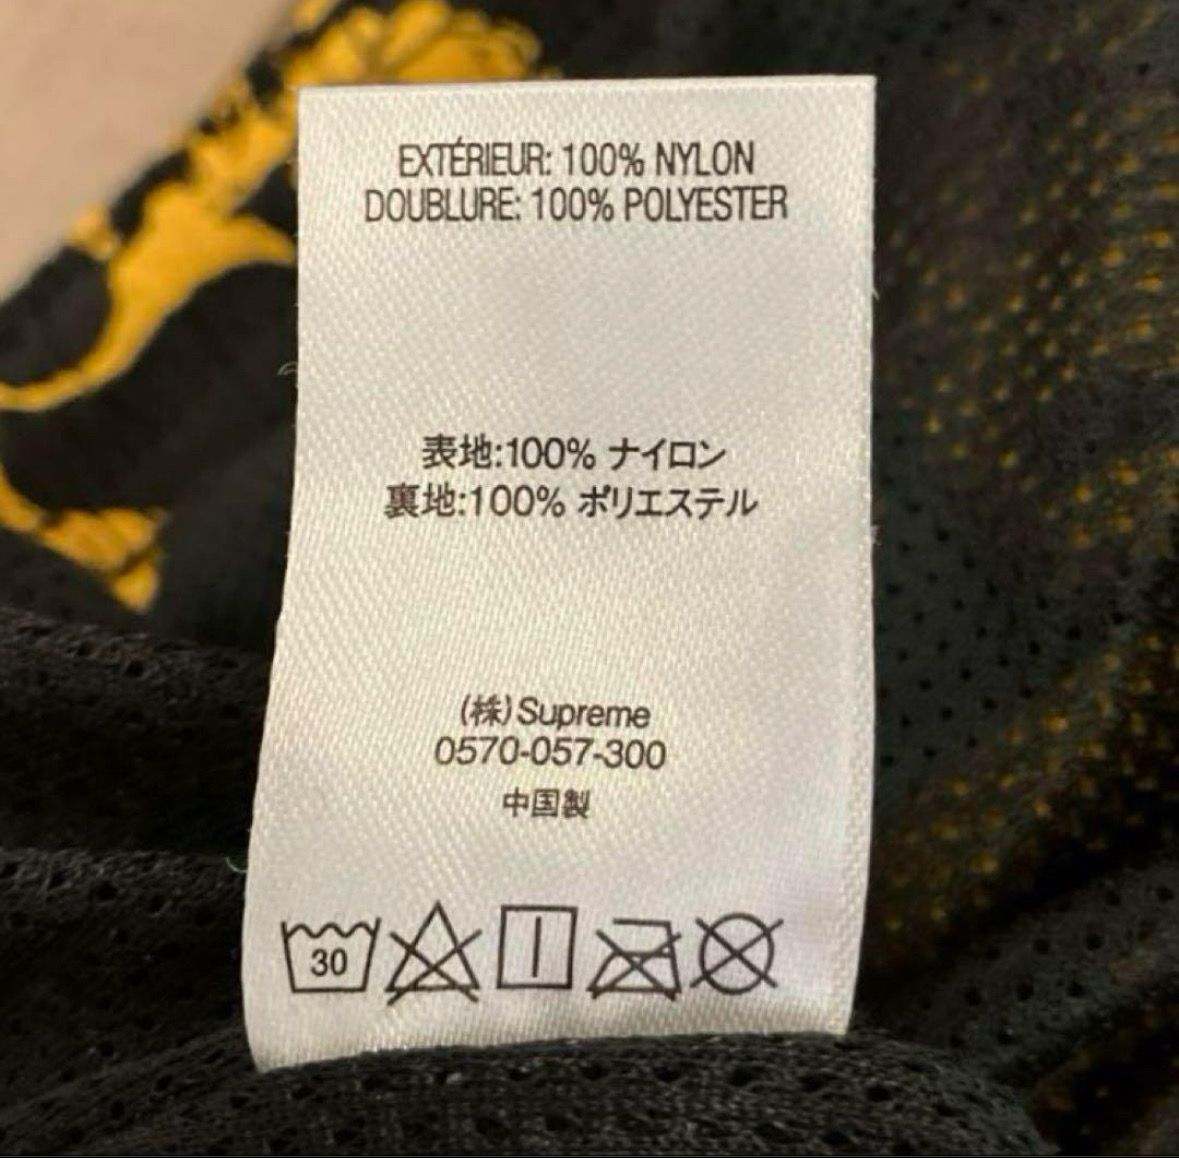 EXTÉRIEUR: 100% NYLON
DOUBLURE: 100% POLYESTER
表地:100% ナイロン
裏地:100% ポリエステル
(株)Supreme
0570-057-300
中国製
30